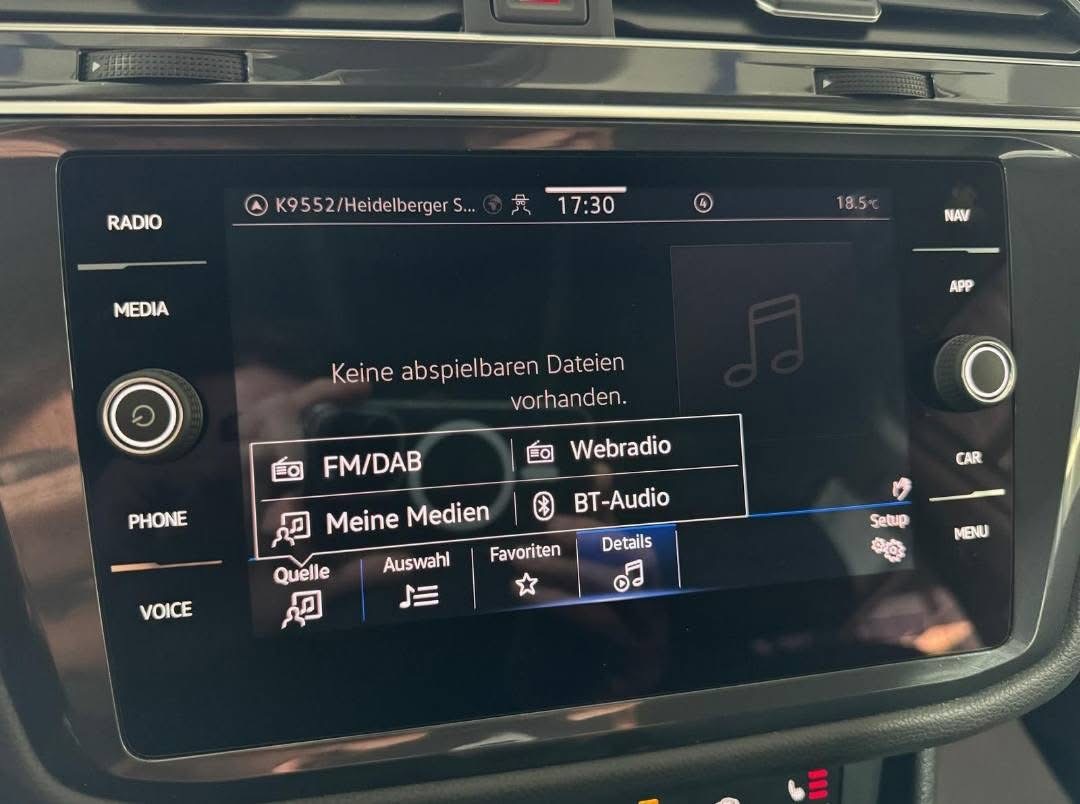 K9552/Heidelberger S... 17:30 4 18.5°C
RADIO
NAV
MEDIA
APP
Keine abspielbaren Dateien
vorhanden.
FM/DAB
Webradio
CAR
Meine Medien
BT-Audio
PHONE
Setup
MENU
Quelle
Auswahl
Favoriten
Details
VOICE